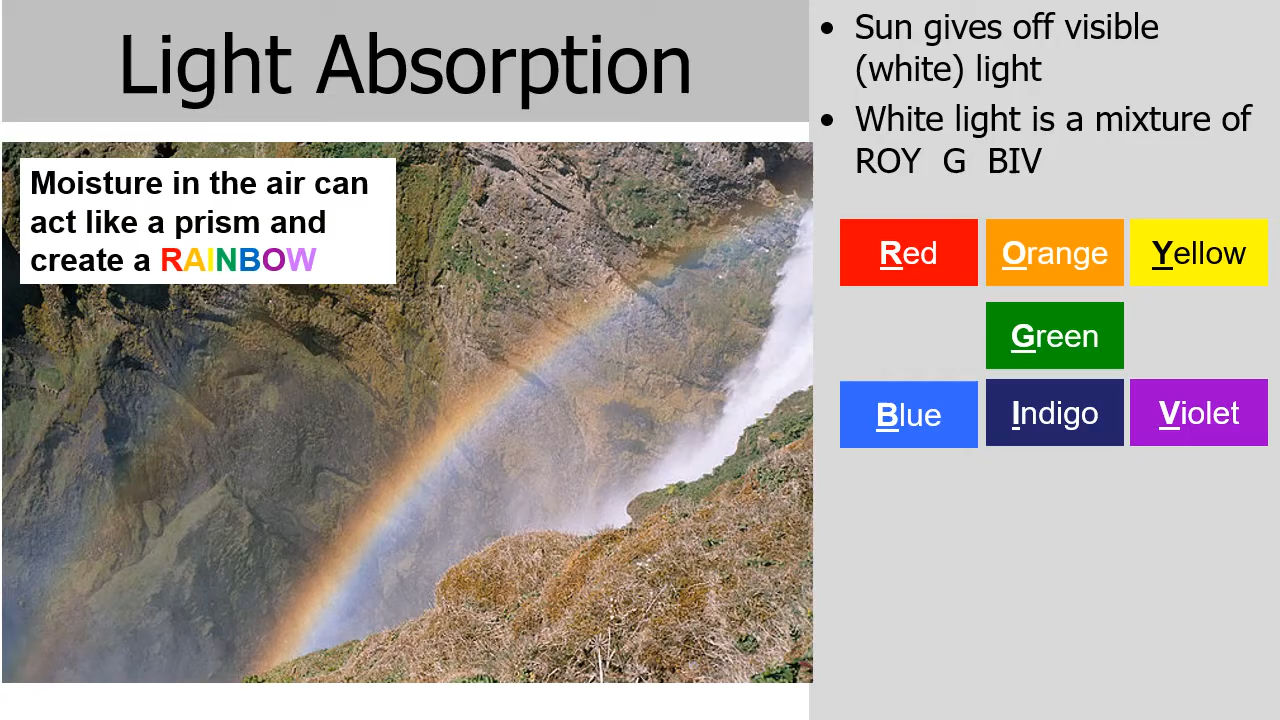 Light Absorption
Moisture in the air can
act like a prism and
create a RAINBOW
• Sun gives off visible
(white) light
• White light is a mixture of
ROY G BIV
Red Orange Yellow
Green
Blue Indigo Violet